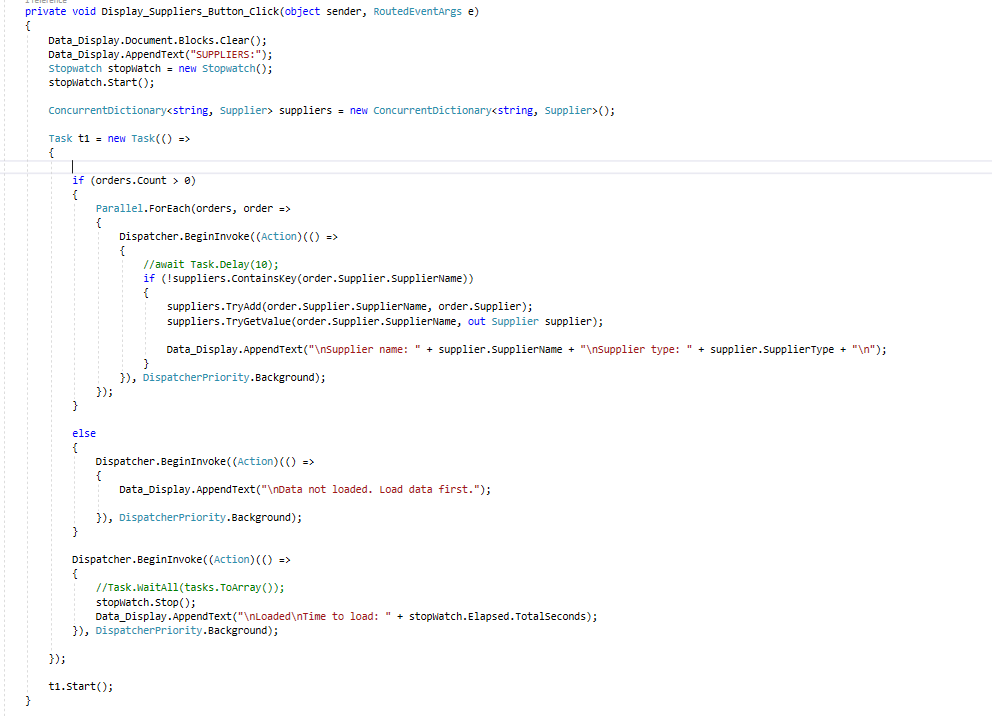 1 reference
private void Display_Suppliers_Button_Click(object sender, RoutedEventArgs e)
{
    Data_Display.Document.Blocks.Clear();
    Data_Display.AppendText("SUPPLIERS:");
    Stopwatch stopWatch = new Stopwatch();
    stopWatch.Start();

    ConcurrentDictionary<string, Supplier> suppliers = new ConcurrentDictionary<string, Supplier>();

    Task t1 = new Task(() =>
    {

        if (orders.Count > 0)
        {
            Parallel.ForEach(orders, order =>
            {
                Dispatcher.BeginInvoke((Action)(() =>
                {
                    //await Task.Delay(10);
                    if (!suppliers.ContainsKey(order.Supplier.SupplierName))
                    {
                        suppliers.TryAdd(order.Supplier.SupplierName, order.Supplier);
                        suppliers.TryGetValue(order.Supplier.SupplierName, out Supplier supplier);

                        Data_Display.AppendText("\nSupplier name: " + supplier.SupplierName + "\nSupplier type: " + supplier.SupplierType + "\n");
                    }
                }), DispatcherPriority.Background);
            });
        }

        else
        {
            Dispatcher.BeginInvoke((Action)(() =>
            {
                Data_Display.AppendText("\nData not loaded. Load data first.");

            }), DispatcherPriority.Background);
        }

        Dispatcher.BeginInvoke((Action)(() =>
        {
            //Task.WaitAll(tasks.ToArray());
            stopWatch.Stop();
            Data_Display.AppendText("\nLoaded\nTime to load: " + stopWatch.Elapsed.TotalSeconds);
        }), DispatcherPriority.Background);

    });

    t1.Start();
}